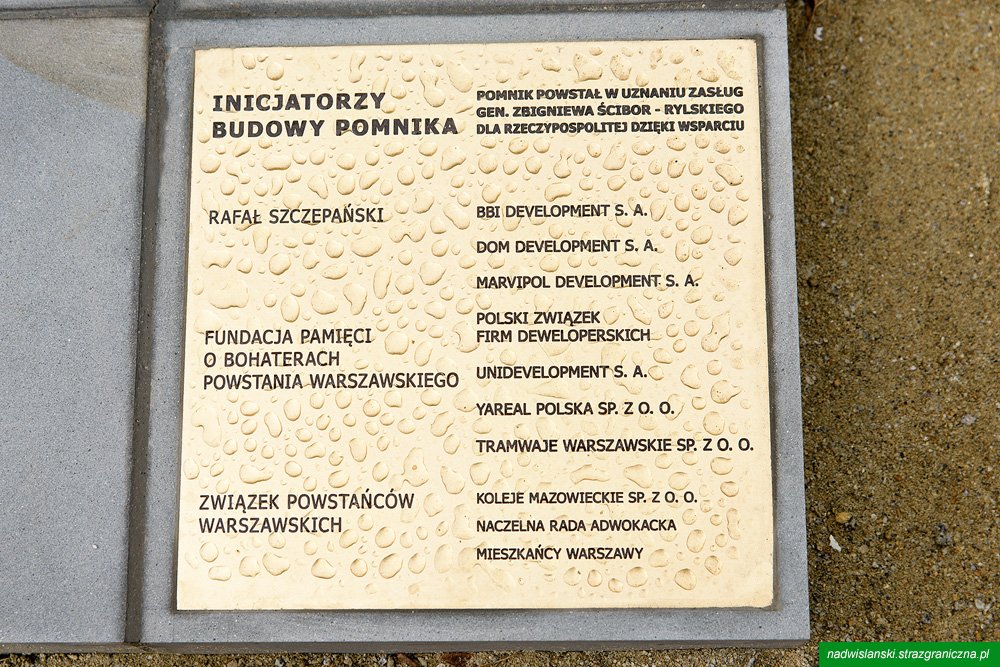 INICJATORZY
BUDOWY POMNIKA
RAFAŁ SZCZEPAŃSKI
FUNDACJA PAMIĘCI
O BOHATERACH
POWSTANIA WARSZAWSKIEGO
ZWIĄZEK POWSTAŃCÓW
WARSZAWSKICH
POMNIK POWSTAŁ W UZNANIU ZASŁUG
GEN. ZBIGNIEWA ŚCIBOR - RYLSKIEGO
DLA RZECZYPOSPOLITEJ DZIĘKI WSPARCIU
BBI DEVELOPMENT S. A.
DOM DEVELOPMENT S. A.
MARVIPOL DEVELOPMENT S. A.
POLSKI ZWIĄZEK
FIRM DEWELOPERSKICH
UNIDEVELOPMENT S. A.
YAREAL POLSKA SP. Z O. O.
TRAMWAJE WARSZAWSKIE SP. Z O. O.
KOLEJE MAZOWIECKIE SP. Z O. O.
NACZELNA RADA ADWOKACKA
MIESZKAŃCY WARSZAWY
nadwislanski.strazgraniczna.pl